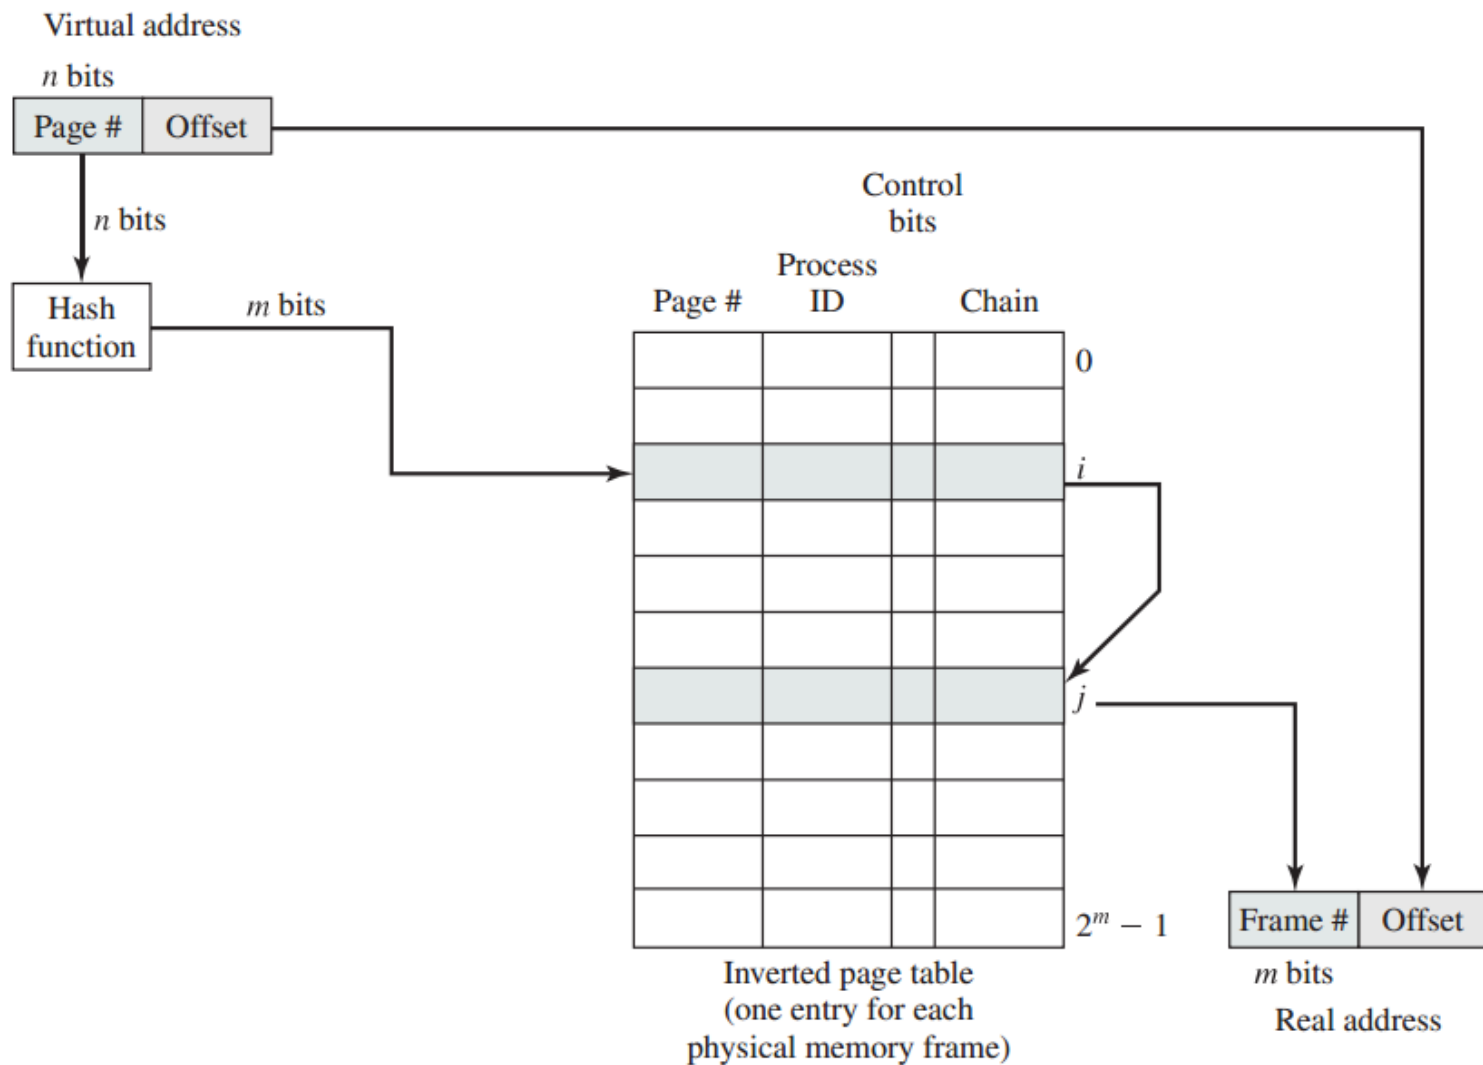 Virtual address
n bits
Page # Offset
n bits
Control
bits
Process
Page # ID Chain
Hash
function
m bits
0
i
j
2^m − 1
Frame # Offset
m bits
Real address
Inverted page table
(one entry for each
physical memory frame)